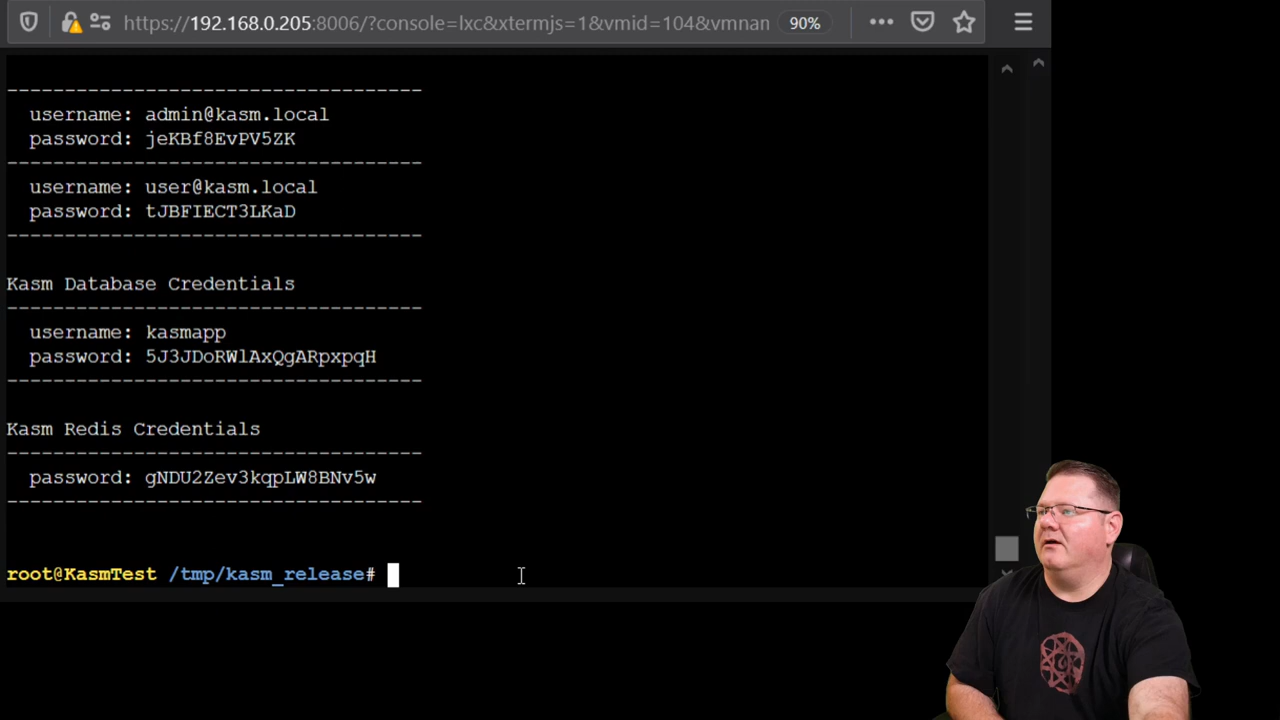 https://192.168.0.205:8006/?console=lxc&xtermjs=1&vmid=104&vmnan
90%
---------------------------------
username: admin@kasm.local
password: jeKBf8EvPV5ZK
---------------------------------
username: user@kasm.local
password: tJBFIECT3LKaD
---------------------------------
Kasm Database Credentials
---------------------------------
username: kasmapp
password: 5J3JDoRWlAxQgARpxpqH
---------------------------------
Kasm Redis Credentials
---------------------------------
password: gNDU2Zev3kqpLW8BNv5w
---------------------------------
root@KasmTest /tmp/kasm_release#